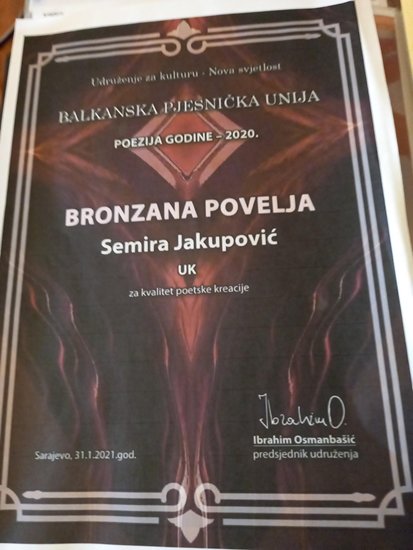 Udruženje za kulturu - Nova svjetlost
BALKANSKA PJESNIČKA UNIJA
POEZIJA GODINE – 2020.
BRONZANA POVELJA
Semira Jakupović
UK
za kvalitet poetske kreacije
Ibrahim O.
Ibrahim Osmanbašić
predsjednik udruženja
Sarajevo, 31.1.2021.god.